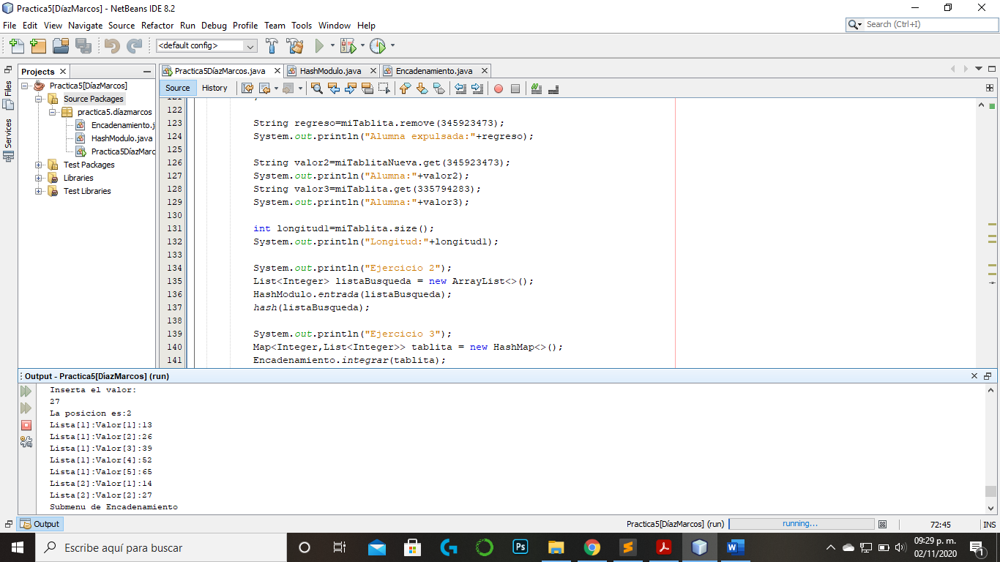 Practica5[DíazMarcos] - NetBeans IDE 8.2
File Edit View Navigate Source Refactor Run Debug Profile Team Tools Window Help
Search (Ctrl+I)
<default config>
Projects
Practica5DíazMarcos.java
HashModulo.java
Encadenamiento.java
Files
Services
Practica5[DíazMarcos]
Source Packages
practica5.díazmarcos
Encadenamiento.j
HashModulo.java
Practica5DíazMarc
Test Packages
Libraries
Test Libraries
Source History
121 }
122
123 String regreso=miTablita.remove(345923473);
124 System.out.println("Alumna expulsada:"+regreso);
125
126 String valor2=miTablitaNueva.get(345923473);
127 System.out.println("Alumna:"+valor2);
128 String valor3=miTablita.get(335794283);
129 System.out.println("Alumna:"+valor3);
130
131 int longitud1=miTablita.size();
132 System.out.println("Longitud:"+longitud1);
133
134 System.out.println("Ejercicio 2");
135 List<Integer> listaBusqueda = new ArrayList<>();
136 HashModulo.entrada(listaBusqueda);
137 hash(listaBusqueda);
138
139 System.out.println("Ejercicio 3");
140 Map<Integer,List<Integer>> tablita = new HashMap<>();
141 Encadenamiento.integrar(tablita);
Output - Practica5[DíazMarcos] (run)
Inserta el valor:
27
La posicion es:2
Lista[1]:Valor[1]:13
Lista[1]:Valor[2]:26
Lista[1]:Valor[3]:39
Lista[1]:Valor[4]:52
Lista[1]:Valor[5]:65
Lista[2]:Valor[1]:14
Lista[2]:Valor[2]:27
Submenu de Encadenamiento
Output
Practica5[DíazMarcos] (run)
running...
72:45
INS
Escribe aquí para buscar
Ps
W
09:29 p. m.
02/11/2020
1